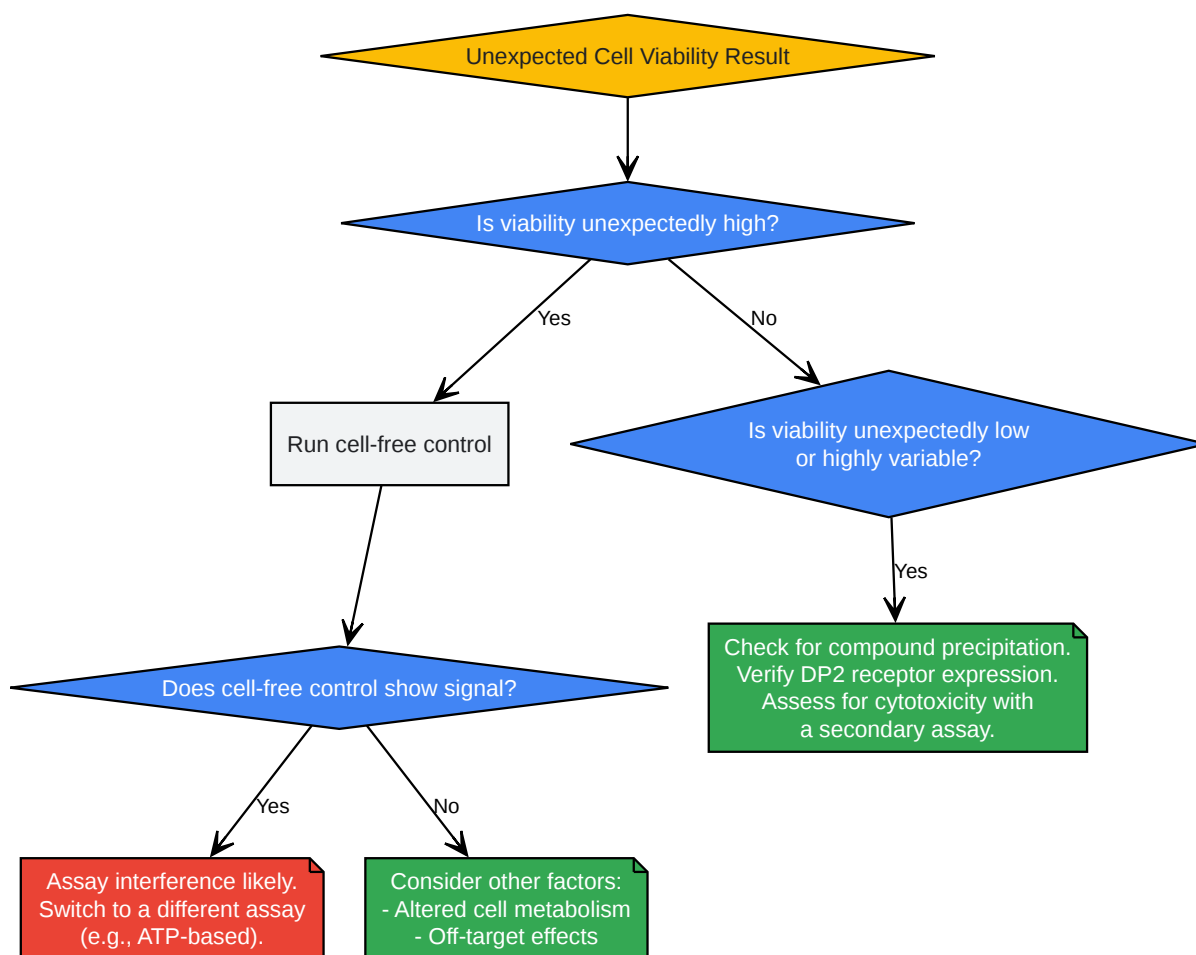 Unexpected Cell Viability Result
Is viability unexpectedly high?
Yes
No
Run cell-free control
Is viability unexpectedly low
or highly variable?
Yes
Check for compound precipitation.
Verify DP2 receptor expression.
Assess for cytotoxicity with
a secondary assay.
Does cell-free control show signal?
Yes
No
Assay interference likely.
Switch to a different assay
(e.g., ATP-based).
Consider other factors:
- Altered cell metabolism
- Off-target effects